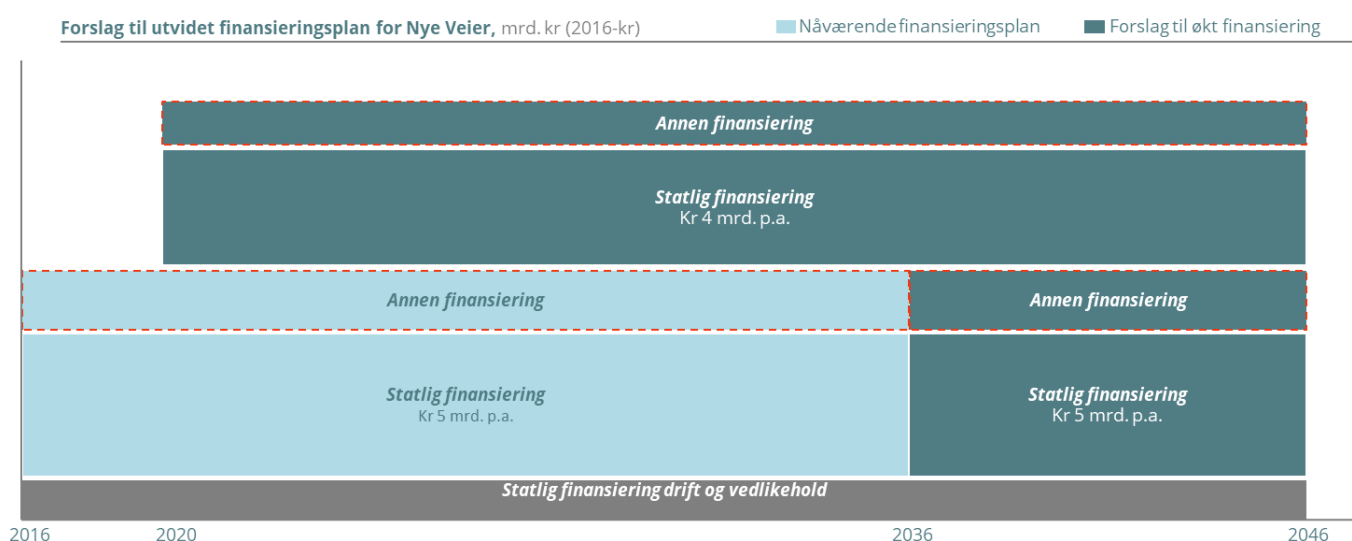 Forslag til utvidet finansieringsplan for Nye Veier, mrd. kr (2016-kr)
Nåværende finansieringsplan
Forslag til økt finansiering
Annen finansiering
Statlig finansiering
Kr 4 mrd. p.a.
Annen finansiering
Annen finansiering
Statlig finansiering
Kr 5 mrd. p.a.
Statlig finansiering
Kr 5 mrd. p.a.
Statlig finansiering drift og vedlikehold
2016
2020
2036
2046